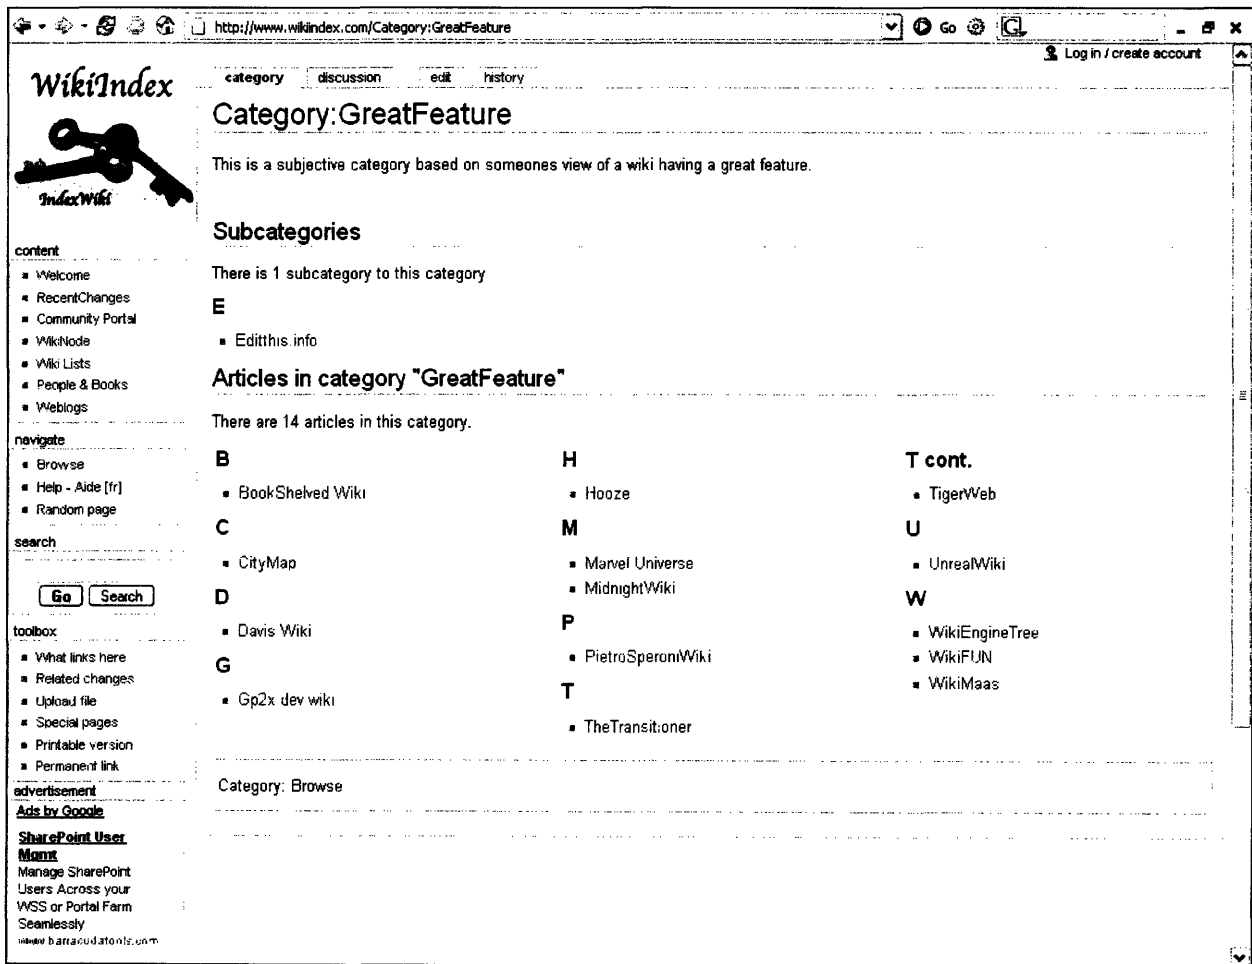 http://www.wikiindex.com/Category:GreatFeature
Go
Log in / create account
WikiIndex
IndexWiki
category discussion edit history
Category:GreatFeature
This is a subjective category based on someones view of a wiki having a great feature.
Subcategories
There is 1 subcategory to this category
E
Editthis.info
Articles in category "GreatFeature"
There are 14 articles in this category.
B
BookShelved Wiki
C
CityMap
D
Davis Wiki
G
Gp2x dev wiki
H
Hooze
M
Marvel Universe
MidnightWiki
P
PietroSperoniWiki
T
TheTransitioner
T cont.
TigerWeb
U
UnrealWiki
W
WikiEngineTree
WikiFUN
WikiMaas
Category: Browse
content
Welcome
RecentChanges
Community Portal
WikiNode
Wiki Lists
People & Books
Weblogs
navigate
Browse
Help - Aide [fr]
Random page
search
Go Search
toolbox
What links here
Related changes
Upload file
Special pages
Printable version
Permanent link
advertisement
Ads by Google
SharePoint User
Mgmt
Manage SharePoint
Users Across your
WSS or Portal Farm
Seamlessly
www.barracudatools.com